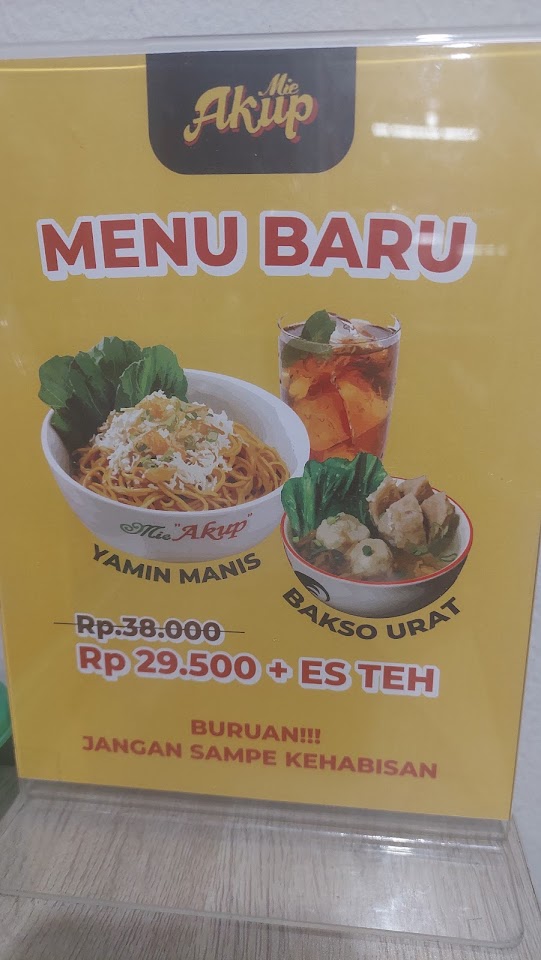 Mie
Akup
MENU BARU
Mie "Akup"
YAMIN MANIS
BAKSO URAT
Rp.38.000
Rp 29.500 + ES TEH
BURUAN!!!
JANGAN SAMPE KEHABISAN